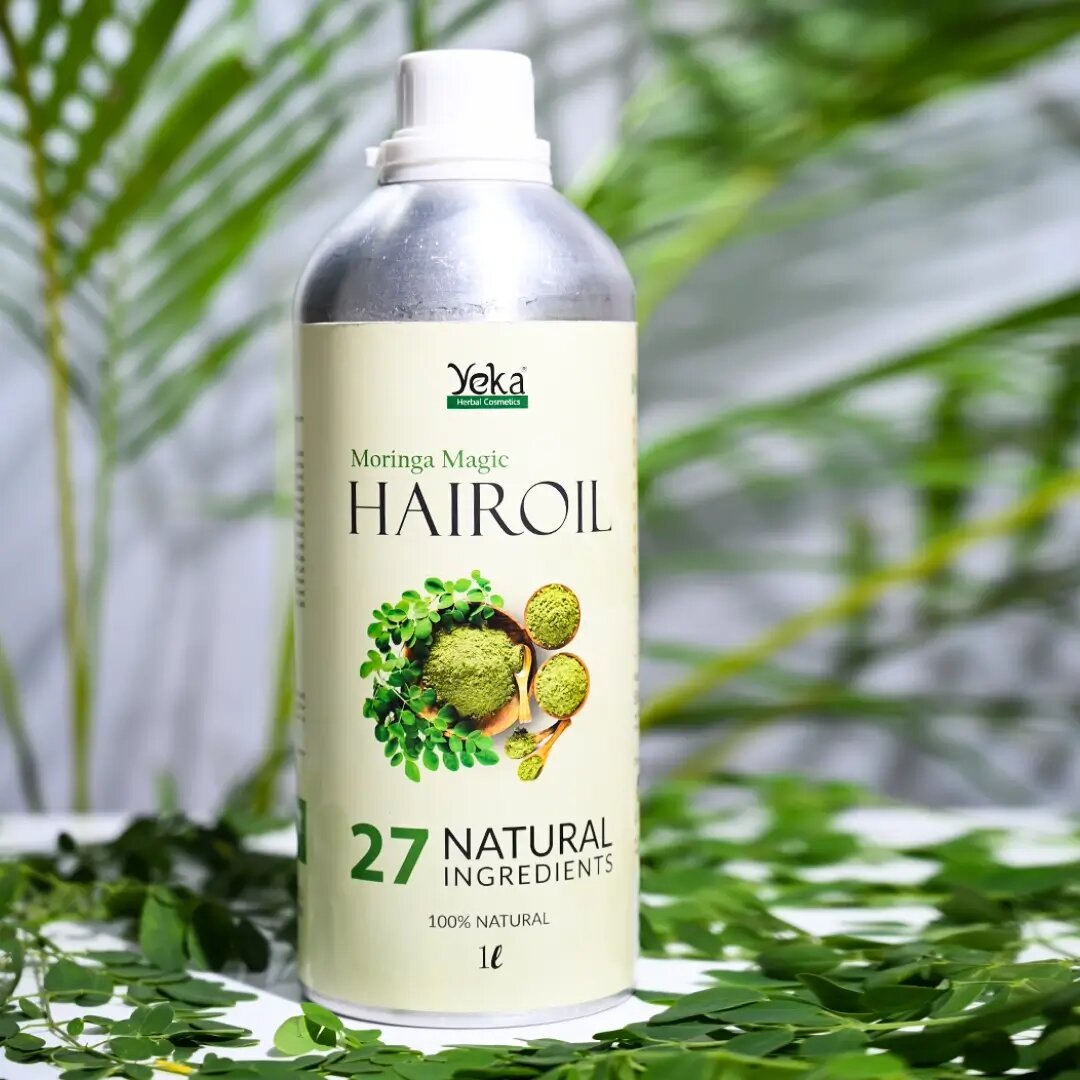 Yeka®
Herbal Cosmetics
Moringa Magic
HAIROIL
27 NATURAL
INGREDIENTS
100% NATURAL
1ℓ